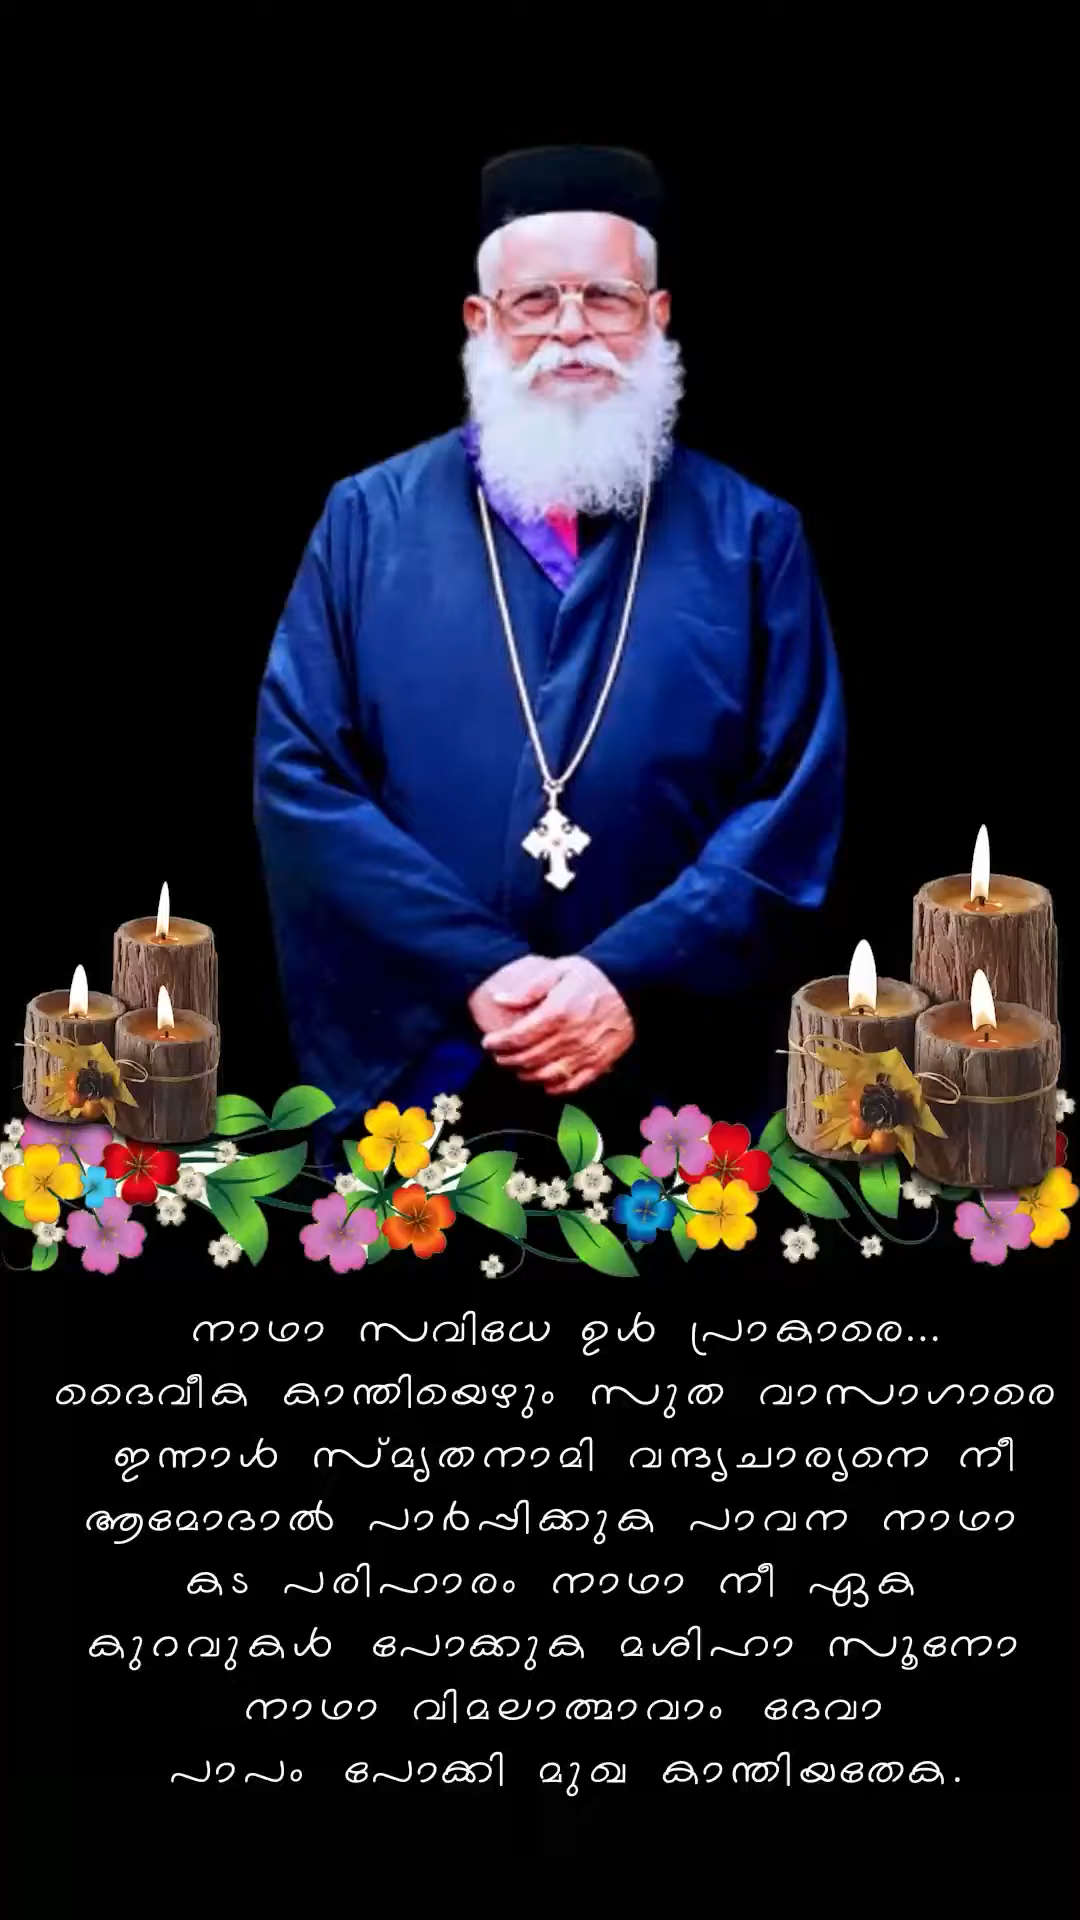 നാഥാ സവിധേ ഉൾ പ്രാകാരെ...
ദൈവീക കാന്തിയെഴും സുത വാസാഗാരെ
ഇന്നാൾ സ്മൃതനാമി വന്ദ്യചാര്യനെ നീ
ആമോദാൽ പാർപ്പിക്കുക പാവന നാഥാ
കട പരിഹാരം നാഥാ നീ ഏക
കുറവുകൾ പോക്കുക മശിഹാ സൂനോ
നാഥാ വിമലാത്മാവാം ദേവാ
പാപം പോക്കി മുഖ കാന്തിയതേക.